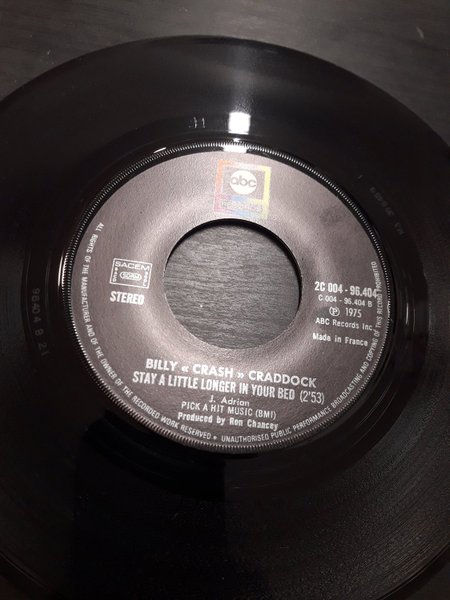 abc
SACEM
SDRM
STEREO
2C 004 - 96.404
C 004 - 96.404 B
℗ 1975
ABC Records Inc
Made in France
BILLY « CRASH » CRADDOCK
STAY A LITTLE LONGER IN YOUR BED (2'53)
J. Adrian
PICK A HIT MUSIC (BMI)
Produced by Ron Chancey
ALL RIGHTS OF THE MANUFACTURER AND OF THE OWNER OF THE RECORDED WORK RESERVED • UNAUTHORISED PUBLIC PERFORMANCE BROADCASTING AND COPYING OF THIS RECORD PROHIBITED